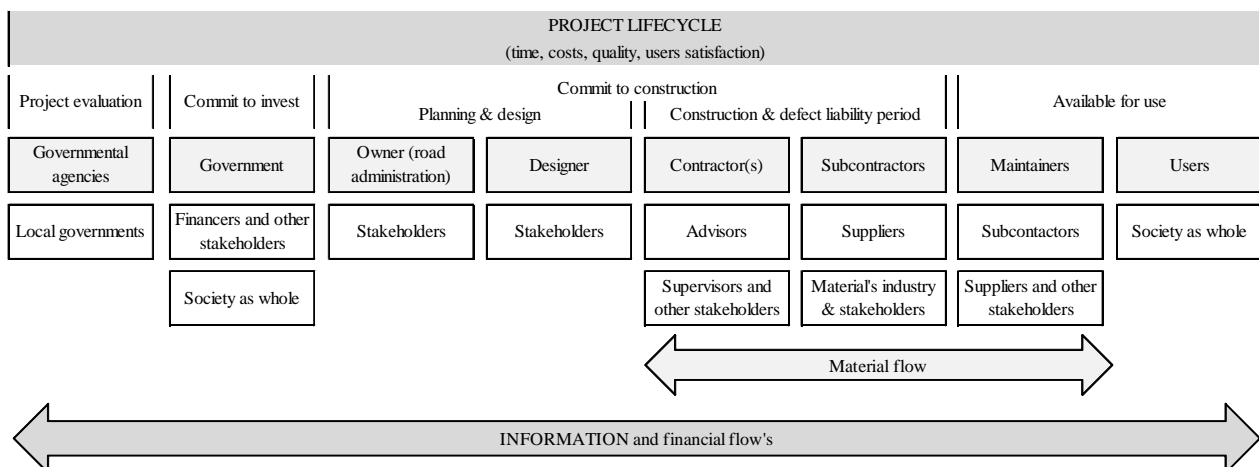 PROJECT LIFECYCLE
(time, costs, quality, users satisfaction)
Project evaluation
Commit to invest
Commit to construction
Planning & design
Construction & defect liability period
Available for use
Governmental
agencies
Government
Owner (road
administration)
Designer
Contractor(s)
Subcontractors
Maintainers
Users
Local governments
Financers and other
stakeholders
Stakeholders
Stakeholders
Advisors
Suppliers
Subcontactors
Society as whole
Society as whole
Supervisors and
other stakeholders
Material's industry
& stakeholders
Suppliers and other
stakeholders
Material flow
INFORMATION and financial flow's